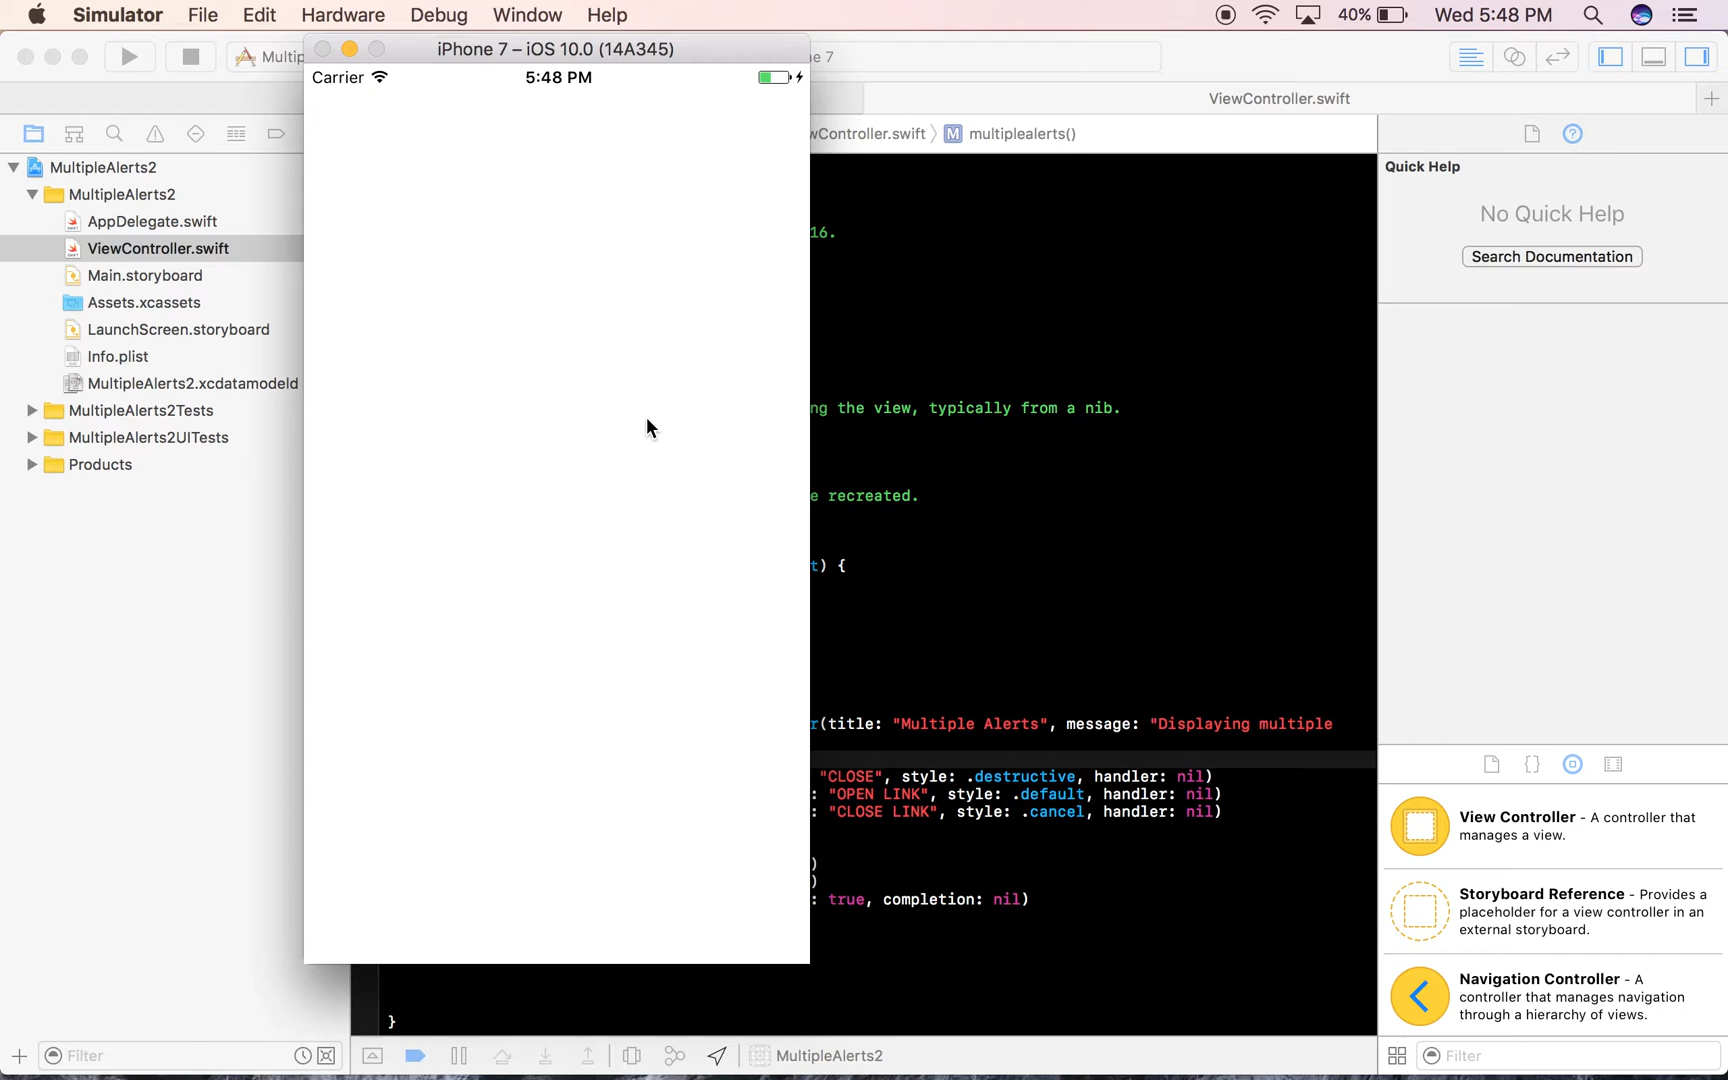 Simulator File Edit Hardware Debug Window Help 40% Wed 5:48 PM
Multip
iPhone 7 – iOS 10.0 (14A345)
ne 7
Carrier 5:48 PM
ViewController.swift
wController.swift M multiplealerts()
MultipleAlerts2
MultipleAlerts2
AppDelegate.swift
ViewController.swift
Main.storyboard
Assets.xcassets
LaunchScreen.storyboard
Info.plist
MultipleAlerts2.xcdatamodeld
MultipleAlerts2Tests
MultipleAlerts2UITests
Products
16.
ng the view, typically from a nib.
e recreated.
t) {
r(title: "Multiple Alerts", message: "Displaying multiple
"CLOSE", style: .destructive, handler: nil)
: "OPEN LINK", style: .default, handler: nil)
: "CLOSE LINK", style: .cancel, handler: nil)
)
)
: true, completion: nil)
}
Quick Help
No Quick Help
Search Documentation
{}
View Controller - A controller that
manages a view.
Storyboard Reference - Provides a
placeholder for a view controller in an
external storyboard.
Navigation Controller - A
controller that manages navigation
through a hierarchy of views.
Filter
MultipleAlerts2
Filter